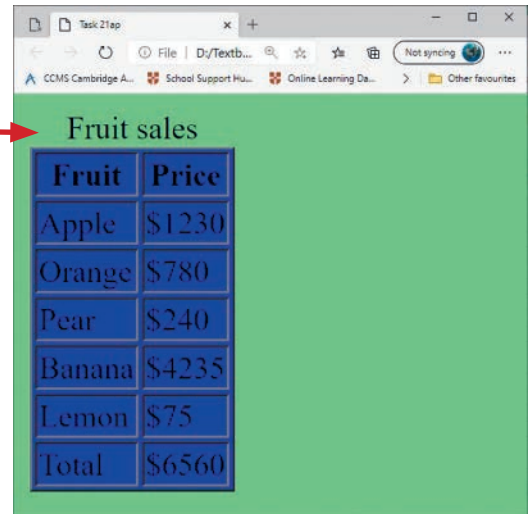 Task 21ap
File | D:/Textb...
Not syncing
CCMS Cambridge A...
School Support Hu...
Online Learning Da...
Other favourites
Fruit sales
Fruit Price
Apple $1230
Orange $780
Pear $240
Banana $4235
Lemon $75
Total $6560